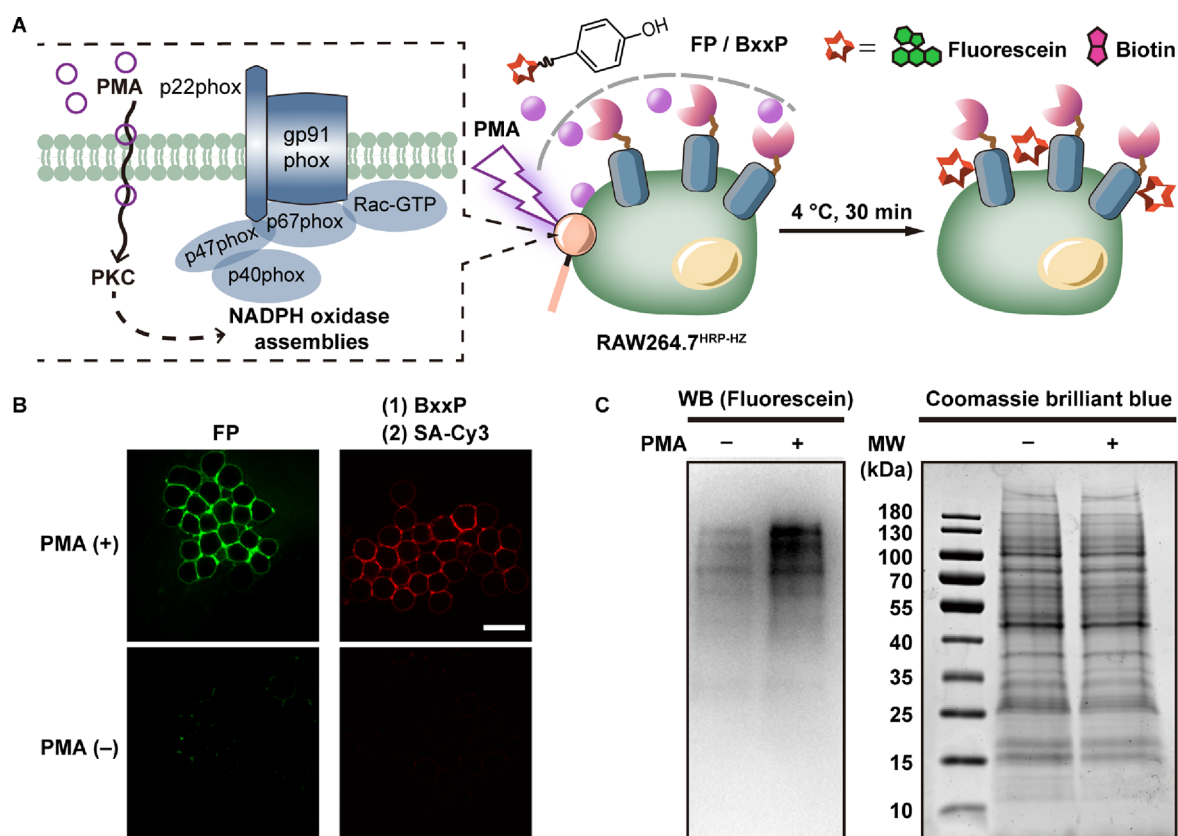 A
PMA
p22phox
gp91
phox
Rac-GTP
p67phox
p47phox
p40phox
PKC
NADPH oxidase
assemblies
OH
FP / BxxP
= Fluorescein Biotin
PMA
4 °C, 30 min
RAW264.7HRP-HZ
B
FP
(1) BxxP
(2) SA-Cy3
PMA (+)
PMA (–)
C
WB (Fluorescein)
Coomassie brilliant blue
PMA – + MW – +
(kDa)
180
130
100
70
55
40
35
25
15
10